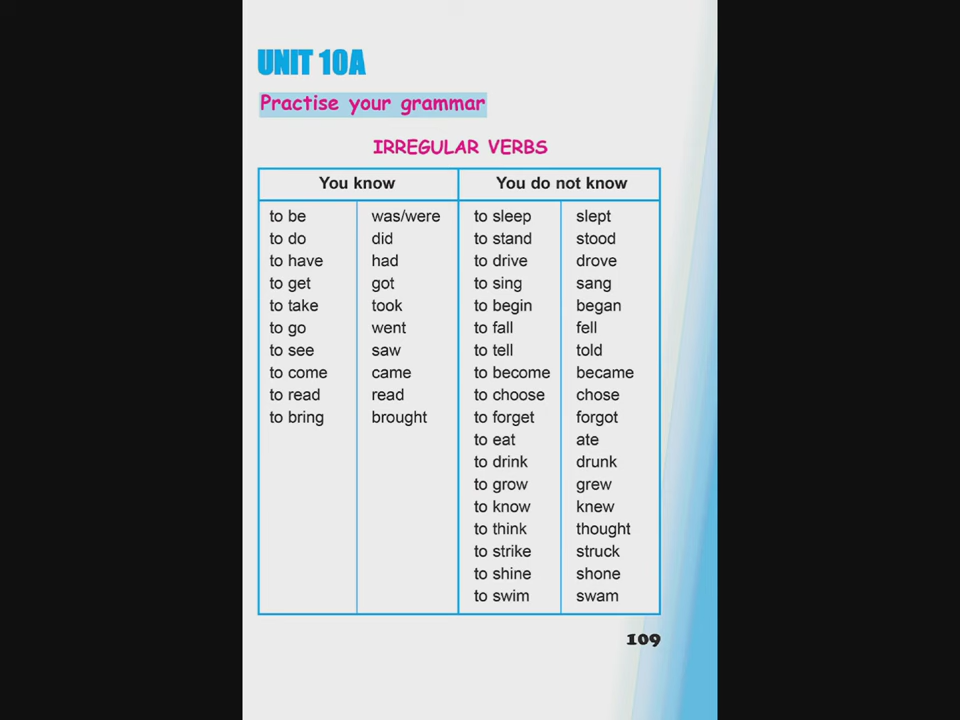 UNIT 10A
Practise your grammar
IRREGULAR VERBS
You know You do not know
to be was/were to sleep slept
to do did to stand stood
to have had to drive drove
to get got to sing sang
to take took to begin began
to go went to fall fell
to see saw to tell told
to come came to become became
to read read to choose chose
to bring brought to forget forgot
to eat ate
to drink drunk
to grow grew
to know knew
to think thought
to strike struck
to shine shone
to swim swam
109